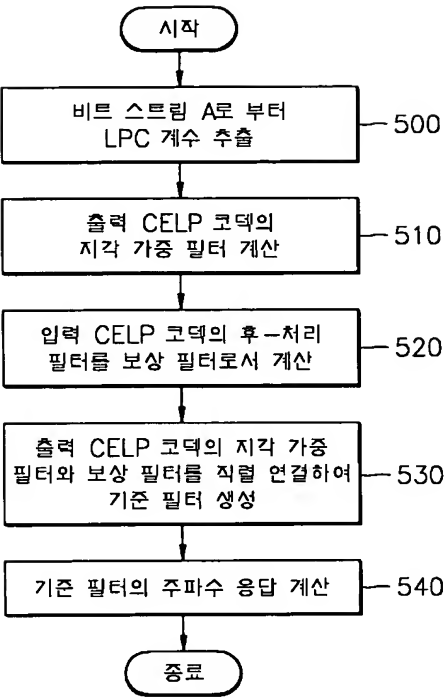 시작
비트 스트림 A로 부터
LPC 계수 추출
500
출력 CELP 코덱의
지각 가중 필터 계산
510
입력 CELP 코덱의 후-처리
필터를 보상 필터로서 계산
520
출력 CELP 코덱의 지각 가중
필터와 보상 필터를 직렬 연결하여
기준 필터 생성
530
기준 필터의 주파수 응답 계산
540
종료